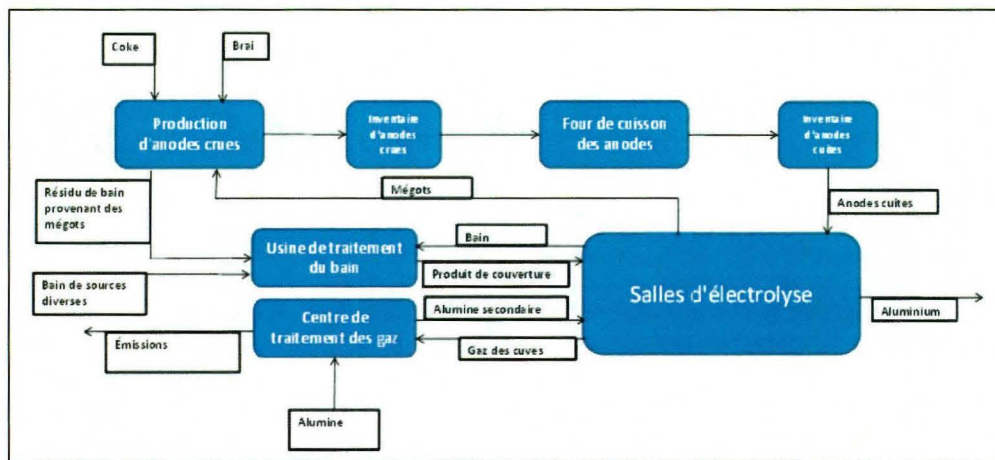 Coke
Brai
Production
d'anodes crues
Inventaire
d'anodes
crues
Four de cuisson
des anodes
Inventaire
d'anodes
cuites
Résidu de bain
provenant des
mégots
Mégots
Anodes cuites
Bain
Usine de traitement
du bain
Produit de couverture
Bain de sources
diverses
Salles d'électrolyse
Alumine secondaire
Centre de
traitement des gaz
Aluminium
Émissions
Gaz des cuves
Alumine